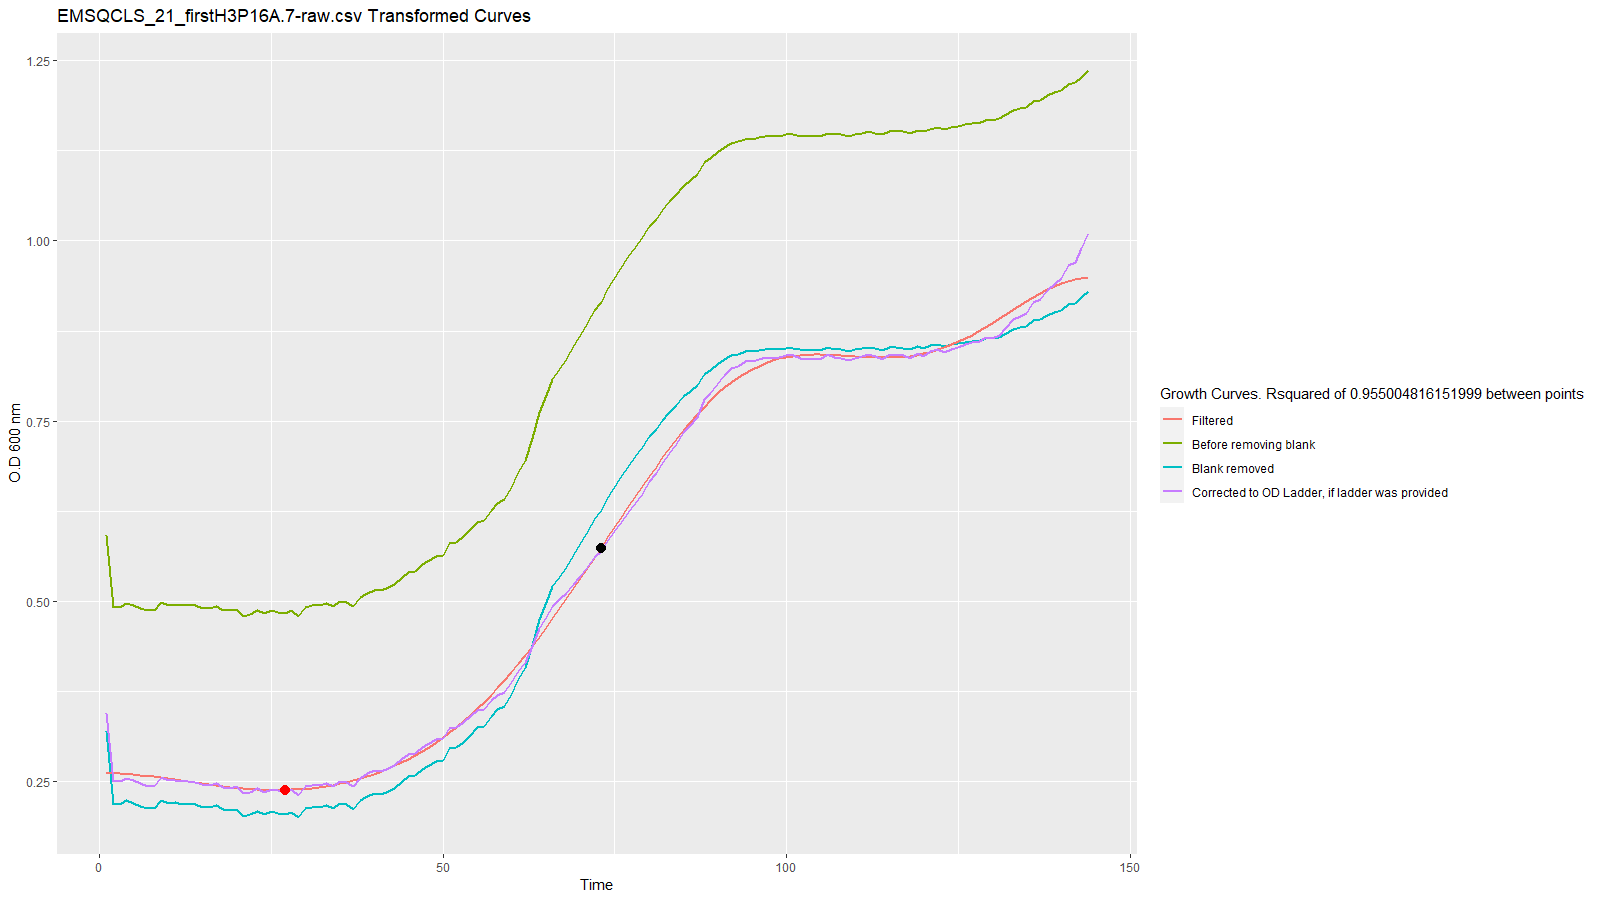 EMSQCLS_21_firstH3P16A.7-raw.csv Transformed Curves
1.25
1.00
0.75
0.50
0.25
O.D 600 nm
0
50
100
150
Time
Growth Curves. Rsquared of 0.955004816151999 between points
Filtered
Before removing blank
Blank removed
Corrected to OD Ladder, if ladder was provided